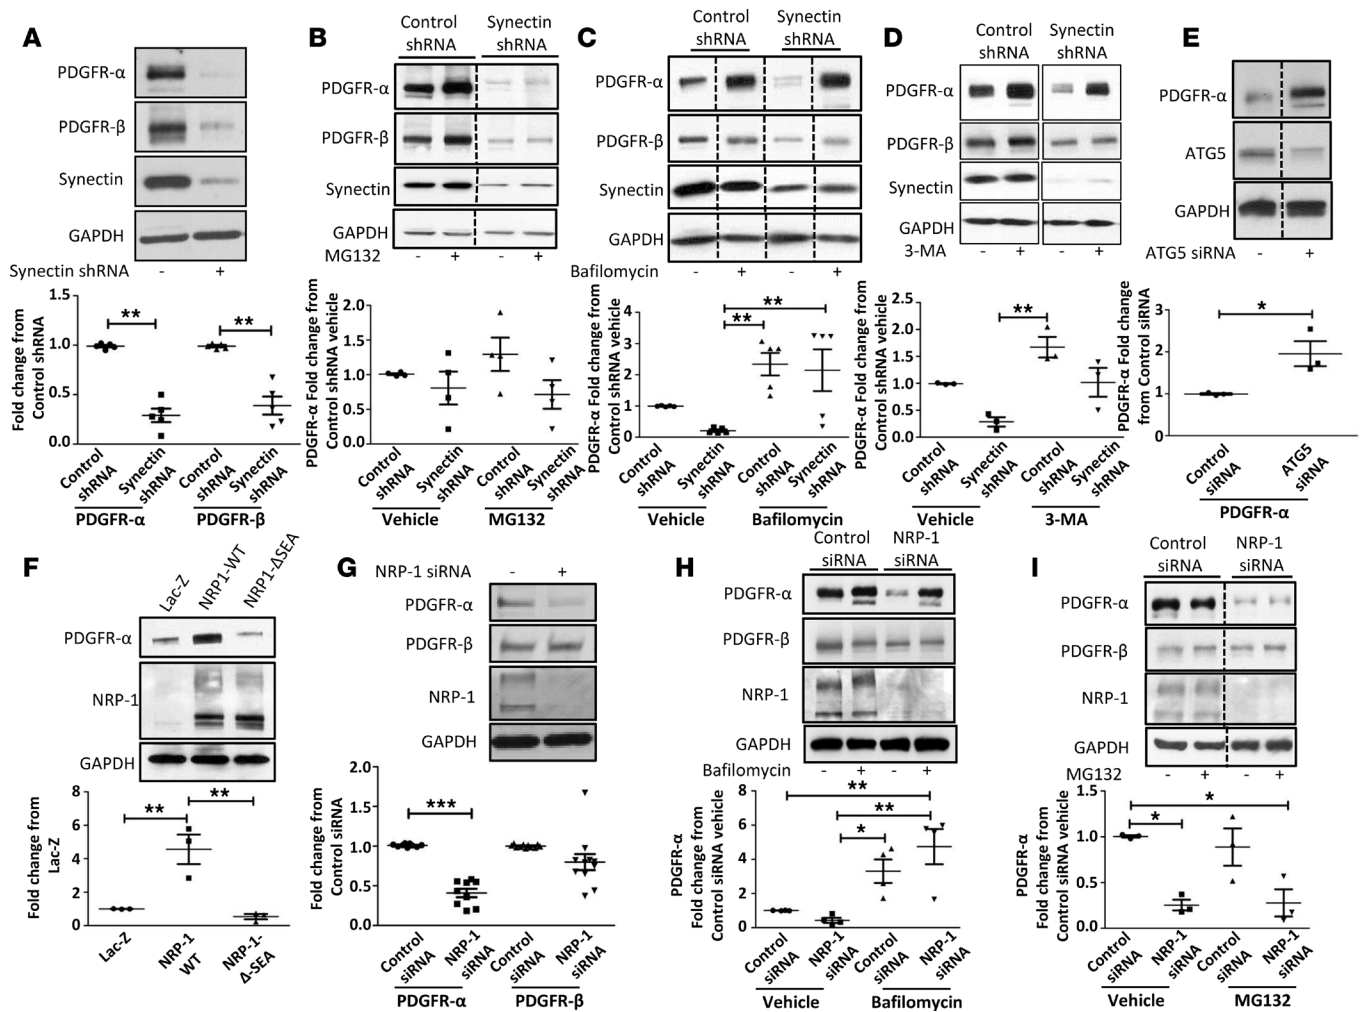 A
PDGFR-α
PDGFR-β
Synectin
GAPDH
Synectin shRNA - +
Fold change from
Control shRNA
1.5
1.0
0.5
0.0
** **
Control shRNA
Synectin shRNA
Control shRNA
Synectin shRNA
PDGFR-α PDGFR-β
B
Control shRNA
Synectin shRNA
PDGFR-α
PDGFR-β
Synectin
GAPDH
MG132 - + - +
PDGFR-α Fold change from
Control shRNA vehicle
2.0
1.5
1.0
0.5
0.0
Control shRNA
Synectin shRNA
Control shRNA
Synectin shRNA
Vehicle MG132
C
Control shRNA
Synectin shRNA
PDGFR-α
PDGFR-β
Synectin
GAPDH
Bafilomycin - + - +
PDGFR-α Fold change from
Control shRNA vehicle
4
3
2
1
0
**
**
Control shRNA
Synectin shRNA
Control shRNA
Synectin shRNA
Vehicle Bafilomycin
D
Control shRNA
Synectin shRNA
PDGFR-α
PDGFR-β
Synectin
GAPDH
3-MA - + - +
PDGFR-α Fold change from
Control shRNA vehicle
2.5
2.0
1.5
1.0
0.5
0.0
**
Control shRNA
Synectin shRNA
Control shRNA
Synectin shRNA
Vehicle 3-MA
E
PDGFR-α
ATG5
GAPDH
ATG5 siRNA - +
PDGFR-α Fold change
from Control siRNA
3
2
1
0
*
Control siRNA
ATG5 siRNA
PDGFR-α
F
Lac-Z
NRP1-WT
NRP1-ΔSEA
PDGFR-α
NRP-1
GAPDH
Fold change from
Lac-Z
8
6
4
2
0
** **
Lac-Z
NRP-1 WT
NRP-1-Δ-SEA
G
NRP-1 siRNA - +
PDGFR-α
PDGFR-β
NRP-1
GAPDH
Fold change from
Control siRNA
2.0
1.5
1.0
0.5
0.0
***
Control siRNA
NRP-1 siRNA
Control siRNA
NRP-1 siRNA
PDGFR-α PDGFR-β
H
Control siRNA
NRP-1 siRNA
PDGFR-α
PDGFR-β
NRP-1
GAPDH
Bafilomycin - + - +
PDGFR-α
Fold change from
Control siRNA vehicle
8
6
4
2
0
**
**
*
Control siRNA
NRP-1 siRNA
Control siRNA
NRP-1 siRNA
Vehicle Bafilomycin
I
Control siRNA
NRP-1 siRNA
PDGFR-α
PDGFR-β
NRP-1
GAPDH
MG132 - + - +
PDGFR-α
Fold change from
Control siRNA vehicle
1.5
1.0
0.5
0.0
*
*
Control siRNA
NRP-1 siRNA
Control siRNA
NRP-1 siRNA
Vehicle MG132